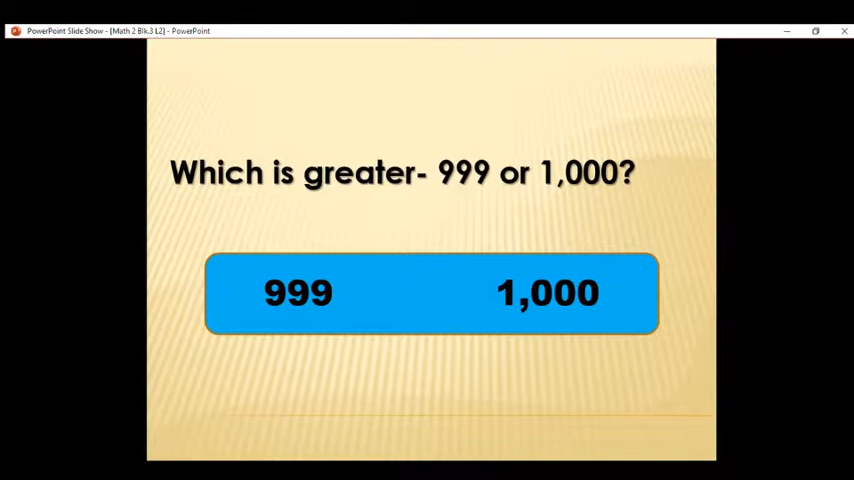 PowerPoint Slide Show - [Math 2 Blk.3 L2] - PowerPoint
Which is greater- 999 or 1,000?
999 1,000